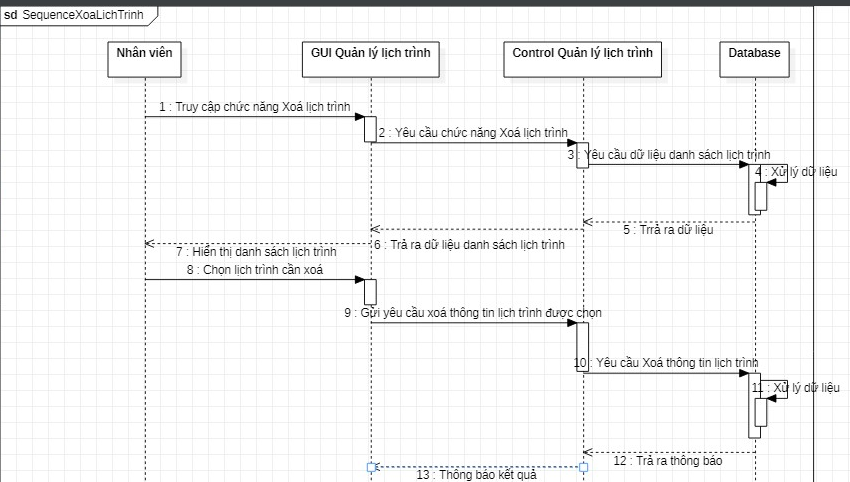 sd SequenceXoaLichTrinh
Nhân viên
GUI Quản lý lịch trình
Control Quản lý lịch trình
Database
1 : Truy cập chức năng Xoá lịch trình
2 : Yêu cầu chức năng Xoá lịch trình
3 : Yêu cầu dữ liệu danh sách lịch trình
4 : Xử lý dữ liệu
5 : Trrả ra dữ liệu
6 : Trả ra dữ liệu danh sách lịch trình
7 : Hiển thị danh sách lịch trình
8 : Chọn lịch trình cần xoá
9 : Gửi yêu cầu xoá thông tin lịch trình được chọn
10 : Yêu cầu Xoá thông tin lịch trình
11 : Xử lý dữ liệu
12 : Trả ra thông báo
13 : Thông báo kết quả